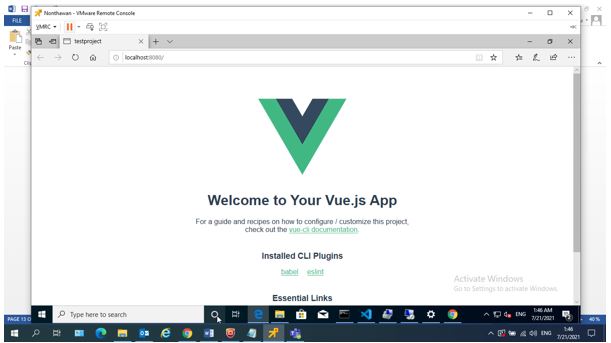 Nonthawan - VMware Remote Console
FILE
VMRC
Paste
testproject
localhost:8080/
Welcome to Your Vue.js App
For a guide and recipes on how to configure / customize this project,
check out the vue-cli documentation.
Installed CLI Plugins
babel eslint
Essential Links
Activate Windows
Go to Settings to activate Windows.
Type here to search
ENG
1:46 AM
7/21/2021
2
PAGE 13 O
40%
ENG
1:46
7/21/2021